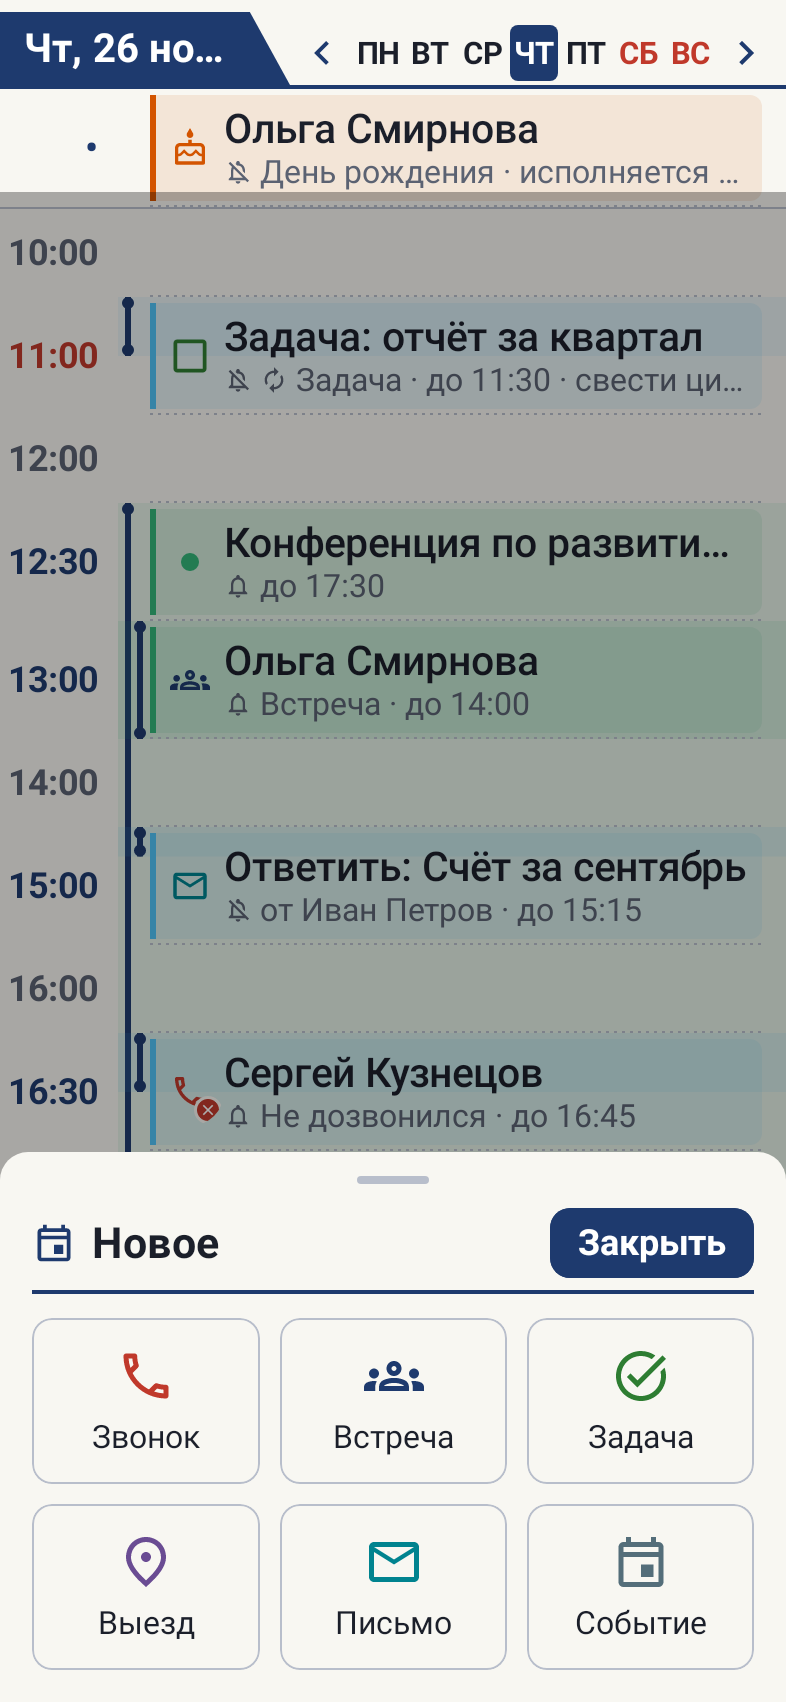 Чт, 26 но...
ПН ВТ СР ЧТ ПТ СБ ВС
Ольга Смирнова
День рождения · исполняется ...
10:00
Задача: отчёт за квартал
11:00
Задача · до 11:30 · свести ци...
12:00
Конференция по развити...
12:30
до 17:30
Ольга Смирнова
13:00
Встреча · до 14:00
14:00
Ответить: Счёт за сентябрь
15:00
от Иван Петров · до 15:15
16:00
Сергей Кузнецов
16:30
Не дозвонился · до 16:45
Новое
Закрыть
Звонок Встреча Задача
Выезд Письмо Событие